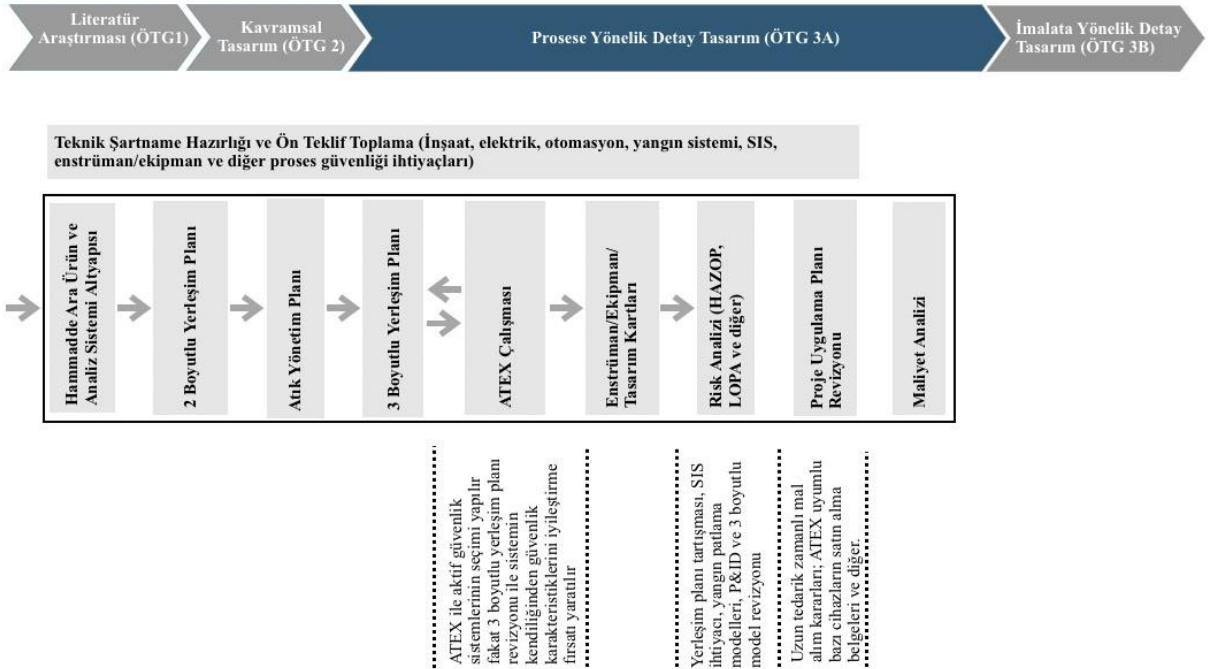 Literatür
Araştırması (ÖTG1)
Kavramsal
Tasarım (ÖTG 2)
Prosese Yönelik Detay Tasarım (ÖTG 3A)
İmalata Yönelik Detay
Tasarım (ÖTG 3B)
Teknik Şartname Hazırlığı ve Ön Teklif Toplama (İnşaat, elektrik, otomasyon, yangın sistemi, SIS,
enstrüman/ekipman ve diğer proses güvenliği ihtiyaçları)
Hammadde Ara Ürün ve
Analiz Sistemi Altyapısı
2 Boyutlu Yerleşim Planı
Atık Yönetim Planı
3 Boyutlu Yerleşim Planı
ATEX Çalışması
Enstrüman/Ekipman/
Tasarım Kartları
Risk Analizi (HAZOP,
LOPA ve diğer)
Proje Uygulama Planı
Revizyonu
Maliyet Analizi
ATEX ile aktif güvenlik
sistemlerinin seçimi yapılır
fakat 3 boyutlu yerleşim planı
revizyonu ile sistemin
kendiliğinden güvenlik
karakteristiklerini iyileştirme
fırsatı yaratılır
Yerleşim planı tartışması, SIS
ihtiyacı, yangın patlama
modelleri, P&ID ve 3 boyutlu
model revizyonu
Uzun tedarik zamanlı mal
alım kararları; ATEX uyumlu
bazı cihazların satın alma
belgeleri ve diğer.